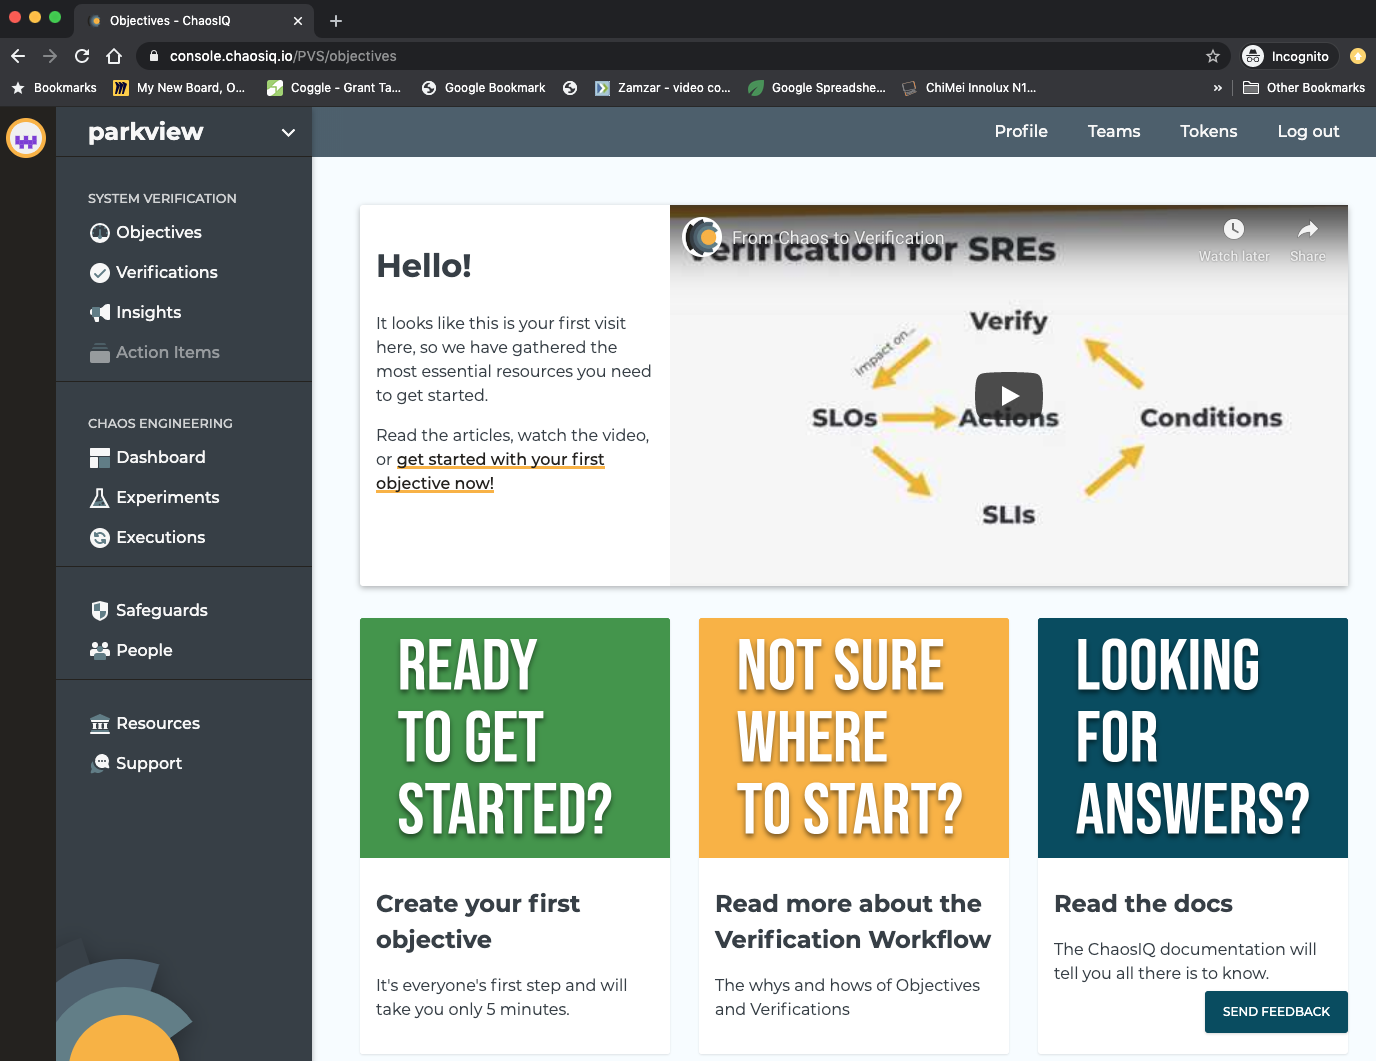 Objectives - ChaosIQ
console.chaosiq.io/PVS/objectives
Incognito
Bookmarks
My New Board, O...
Coggle - Grant Ta...
Google Bookmark
Zamzar - video co...
Google Spreadshe...
ChiMei Innolux N1...
»
Other Bookmarks
parkview
Profile
Teams
Tokens
Log out
SYSTEM VERIFICATION
Objectives
Verifications
Insights
Action Items
CHAOS ENGINEERING
Dashboard
Experiments
Executions
Safeguards
People
Resources
Support
Hello!
It looks like this is your first visit
here, so we have gathered the
most essential resources you need
to get started.
Read the articles, watch the video,
or get started with your first
objective now!
From Chaos to Verification
Watch later
Share
Verification for SREs
Verify
Impact on...
SLOs
Actions
Conditions
SLIs
READY
TO GET
STARTED?
Create your first
objective
It's everyone's first step and will
take you only 5 minutes.
NOT SURE
WHERE
TO START?
Read more about the
Verification Workflow
The whys and hows of Objectives
and Verifications
LOOKING
FOR
ANSWERS?
Read the docs
The ChaosIQ documentation will
tell you all there is to know.
SEND FEEDBACK